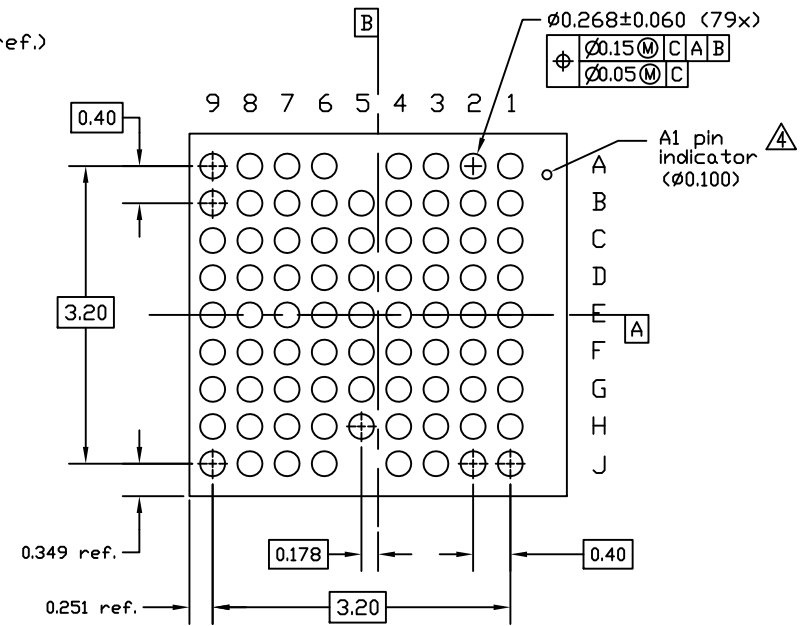 ref.)
B
Ø0.268±0.060 (79x)
⌖ Ø0.15 Ⓜ C A B
Ø0.05 Ⓜ C
0.40
9 8 7 6 5 4 3 2 1
A1 pin
indicator
(Ø0.100)
4
A
B
C
D
3.20
E
A
F
G
H
J
0.349 ref.
0.178
0.40
0.251 ref.
3.20